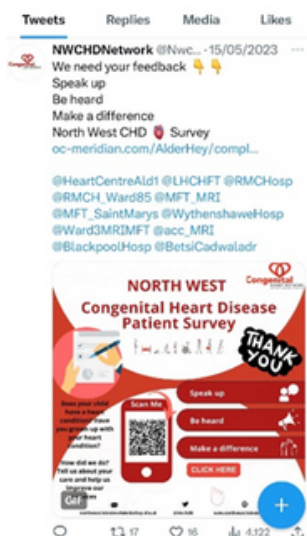 Tweets Replies Media Likes
NWCHDNetwork @Nwc... · 15/05/2023
We need your feedback 👇 👇
Speak up
Be heard
Make a difference
North West CHD 🫀 Survey
oc-meridian.com/AlderHey/compl...
@HeartCentreAld1 @LHCHFT @RMCHosp
@RMCH_Ward85 @MFT_MRI
@MFT_SaintMarys @WythenshaweHosp
@Ward3MRIMFT @acc_MRI
@BlackpoolHosp @BetsiCadwaladr
Congenital
NORTH WEST
Congenital Heart Disease
Patient Survey
THANK
YOU
Does your child
have a heart
condition? have
you grown up with
your heart
condition?
How did we do?
Tell us about your
care and help us
improve our
Scan Me
Speak up
Be heard
Make a difference
CLICK HERE
GIF
17 16 4,122